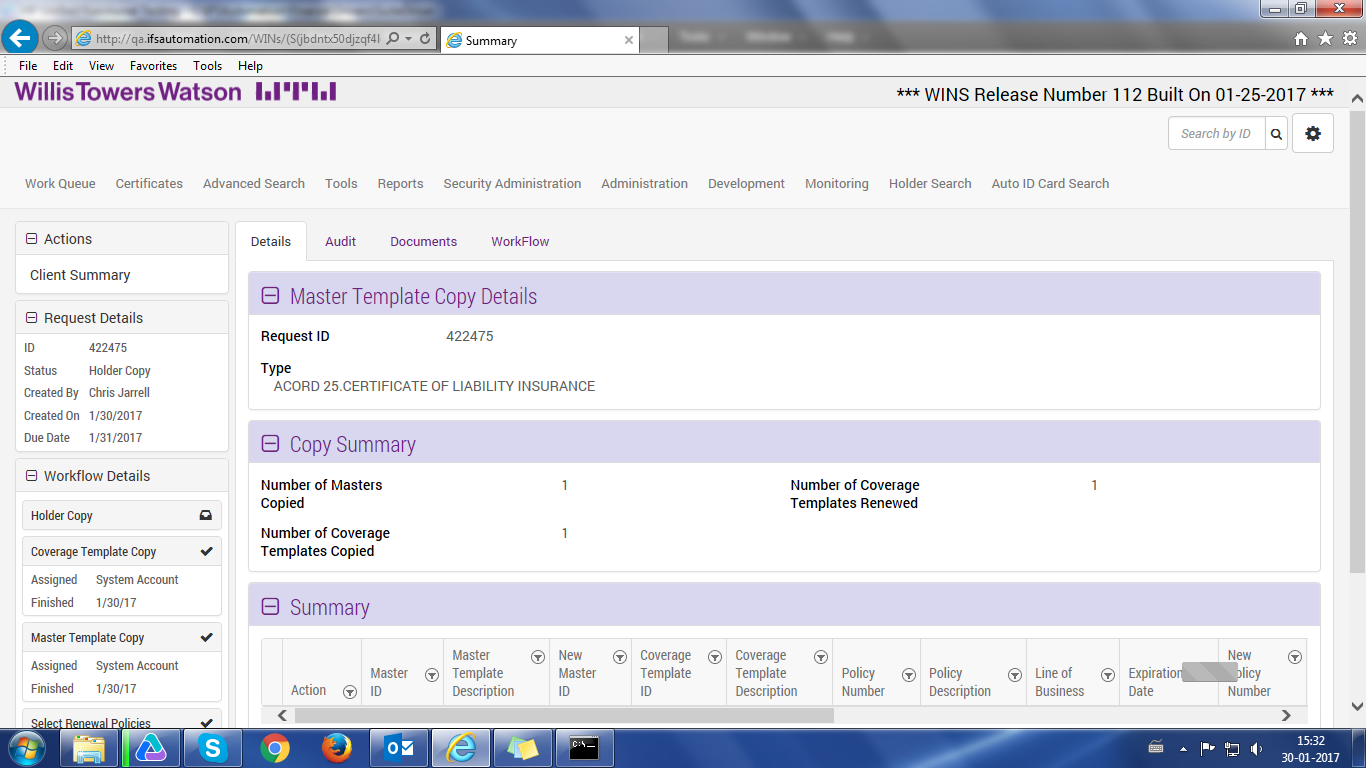 http://qa.ifsautomation.com/WINs/(S(jbdntx50djzqf4l
Summary
File Edit View Favorites Tools Help
WillisTowersWatson
*** WINS Release Number 112 Built On 01-25-2017 ***
Search by ID
Work Queue Certificates Advanced Search Tools Reports Security Administration Administration Development Monitoring Holder Search Auto ID Card Search
Actions
Client Summary
Request Details
ID 422475
Status Holder Copy
Created By Chris Jarrell
Created On 1/30/2017
Due Date 1/31/2017
Workflow Details
Holder Copy
Coverage Template Copy
Assigned System Account
Finished 1/30/17
Master Template Copy
Assigned System Account
Finished 1/30/17
Select Renewal Policies
Details Audit Documents WorkFlow
Master Template Copy Details
Request ID 422475
Type
ACORD 25.CERTIFICATE OF LIABILITY INSURANCE
Copy Summary
Number of Masters
Copied
1
Number of Coverage
Templates Renewed
1
Number of Coverage
Templates Copied
1
Summary
Action
Master
ID
Master
Template
Description
New
Master
ID
Coverage
Template
ID
Coverage
Template
Description
Policy
Number
Policy
Description
Line of
Business
Expiration
Date
New
Number
15:32
30-01-2017